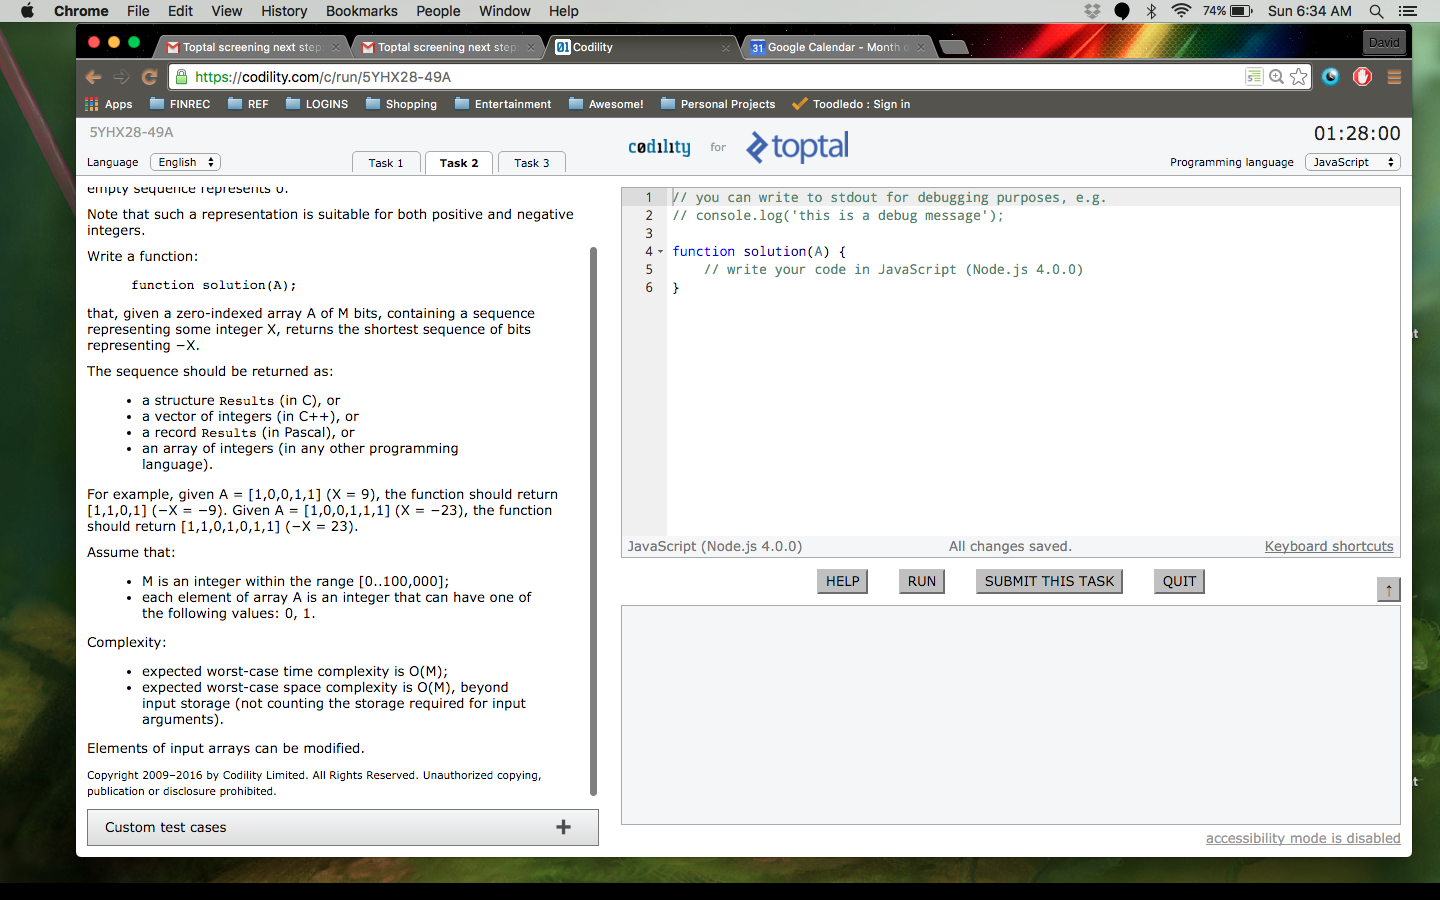 Chrome File Edit View History Bookmarks People Window Help 74% Sun 6:34 AM
Toptal screening next step Toptal screening next step Codility 31 Google Calendar - Month o David
https://codility.com/c/run/5YHX28-49A
Apps FINREC REF LOGINS Shopping Entertainment Awesome! Personal Projects Toodledo : Sign in
5YHX28-49A
Language English
Task 1 Task 2 Task 3
codility for toptal
01:28:00
Programming language JavaScript
empty sequence represents 0.
Note that such a representation is suitable for both positive and negative
integers.
Write a function:
function solution(A);
that, given a zero-indexed array A of M bits, containing a sequence
representing some integer X, returns the shortest sequence of bits
representing −X.
The sequence should be returned as:
• a structure Results (in C), or
• a vector of integers (in C++), or
• a record Results (in Pascal), or
• an array of integers (in any other programming
language).
For example, given A = [1,0,0,1,1] (X = 9), the function should return
[1,1,0,1] (−X = −9). Given A = [1,0,0,1,1,1] (X = −23), the function
should return [1,1,0,1,0,1,1] (−X = 23).
Assume that:
• M is an integer within the range [0..100,000];
• each element of array A is an integer that can have one of
the following values: 0, 1.
Complexity:
• expected worst-case time complexity is O(M);
• expected worst-case space complexity is O(M), beyond
input storage (not counting the storage required for input
arguments).
Elements of input arrays can be modified.
Copyright 2009–2016 by Codility Limited. All Rights Reserved. Unauthorized copying,
publication or disclosure prohibited.
Custom test cases +
1 // you can write to stdout for debugging purposes, e.g.
2 // console.log('this is a debug message');
3
4 function solution(A) {
5 // write your code in JavaScript (Node.js 4.0.0)
6 }
JavaScript (Node.js 4.0.0) All changes saved. Keyboard shortcuts
HELP RUN SUBMIT THIS TASK QUIT ↑
accessibility mode is disabled